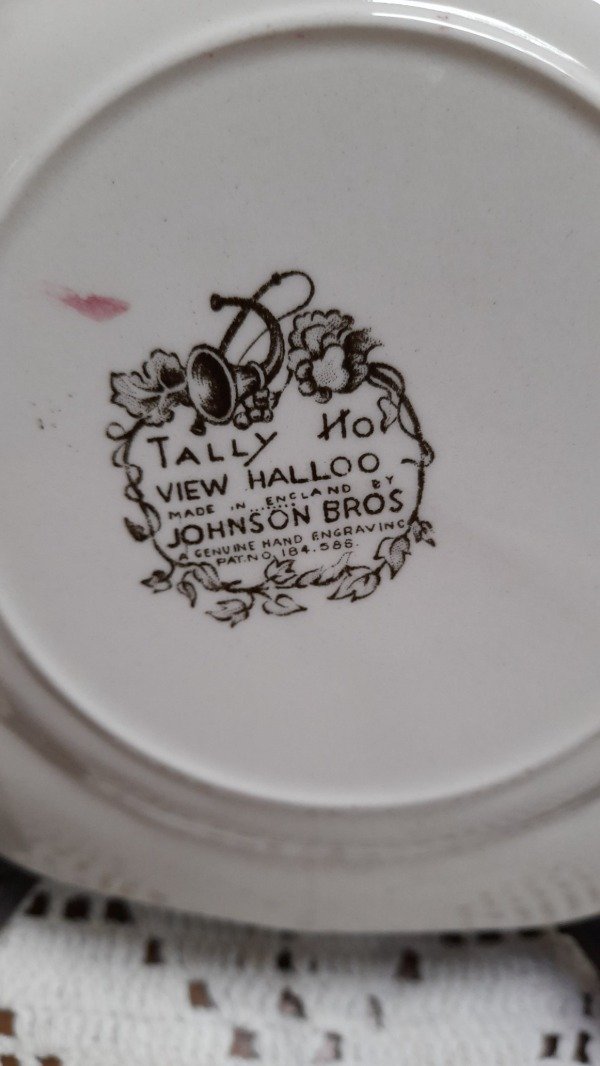 TALLY HO!
VIEW HALLOO
MADE IN ENGLAND BY
JOHNSON BROS
A GENUINE HAND ENGRAVING
PAT. NO. 184.586.